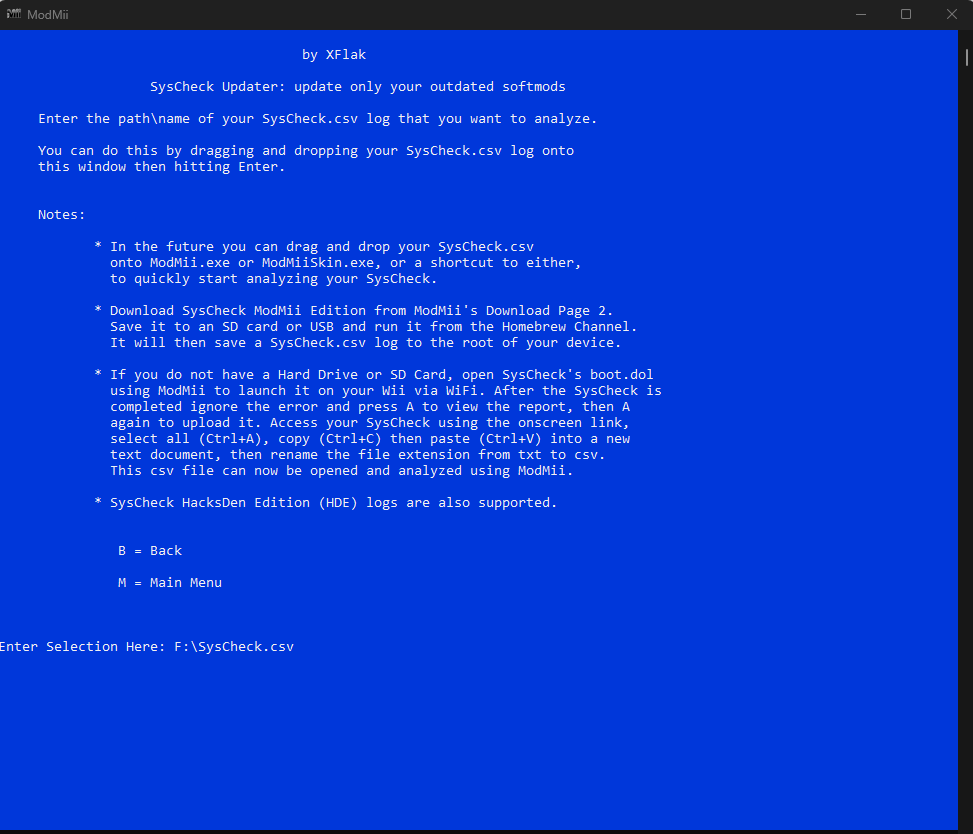 ModMii
by XFlak
SysCheck Updater: update only your outdated softmods
Enter the path\name of your SysCheck.csv log that you want to analyze.
You can do this by dragging and dropping your SysCheck.csv log onto
this window then hitting Enter.
Notes:
* In the future you can drag and drop your SysCheck.csv
onto ModMii.exe or ModMiiSkin.exe, or a shortcut to either,
to quickly start analyzing your SysCheck.
* Download SysCheck ModMii Edition from ModMii's Download Page 2.
Save it to an SD card or USB and run it from the Homebrew Channel.
It will then save a SysCheck.csv log to the root of your device.
* If you do not have a Hard Drive or SD Card, open SysCheck's boot.dol
using ModMii to launch it on your Wii via WiFi. After the SysCheck is
completed ignore the error and press A to view the report, then A
again to upload it. Access your SysCheck using the onscreen link,
select all (Ctrl+A), copy (Ctrl+C) then paste (Ctrl+V) into a new
text document, then rename the file extension from txt to csv.
This csv file can now be opened and analyzed using ModMii.
* SysCheck HacksDen Edition (HDE) logs are also supported.
B = Back
M = Main Menu
Enter Selection Here: F:\SysCheck.csv